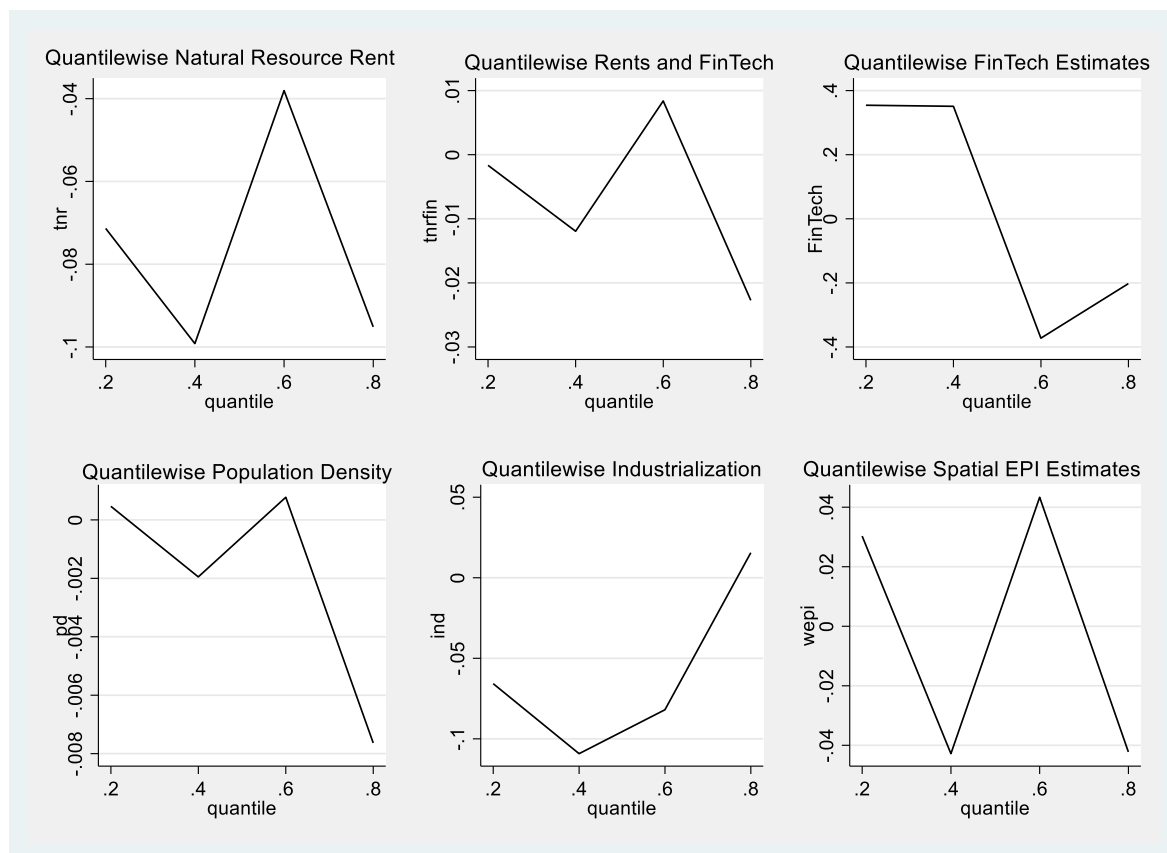 Quantilewise Natural Resource Rent
tnr
-.04
-.06
-.08
-.1
.2 .4 .6 .8
quantile
Quantilewise Rents and FinTech
tnrfin
.01
0
-.01
-.02
-.03
.2 .4 .6 .8
quantile
Quantilewise FinTech Estimates
FinTech
.4
.2
0
-.2
-.4
.2 .4 .6 .8
quantile
Quantilewise Population Density
pd
0
-.002
-.004
-.006
-.008
.2 .4 .6 .8
quantile
Quantilewise Industrialization
ind
.05
0
-.05
-.1
.2 .4 .6 .8
quantile
Quantilewise Spatial EPI Estimates
wepi
.04
.02
0
-.02
-.04
.2 .4 .6 .8
quantile